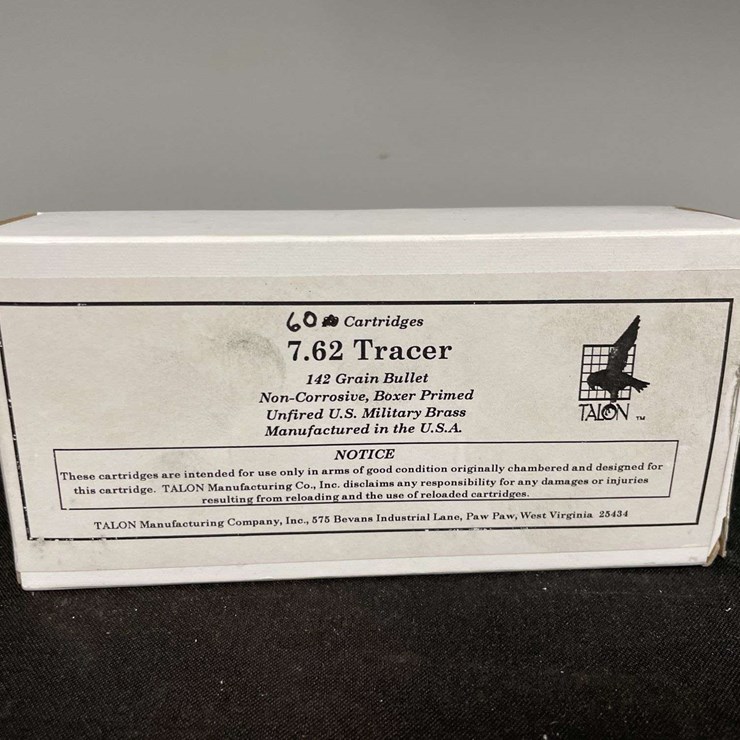 60 Cartridges
7.62 Tracer
142 Grain Bullet
Non-Corrosive, Boxer Primed
Unfired U.S. Military Brass
Manufactured in the U.S.A.
TALON ™
NOTICE
These cartridges are intended for use only in arms of good condition originally chambered and designed for
this cartridge. TALON Manufacturing Co., Inc. disclaims any responsibility for any damages or injuries
resulting from reloading and the use of reloaded cartridges.
TALON Manufacturing Company, Inc., 575 Bevans Industrial Lane, Paw Paw, West Virginia 25434